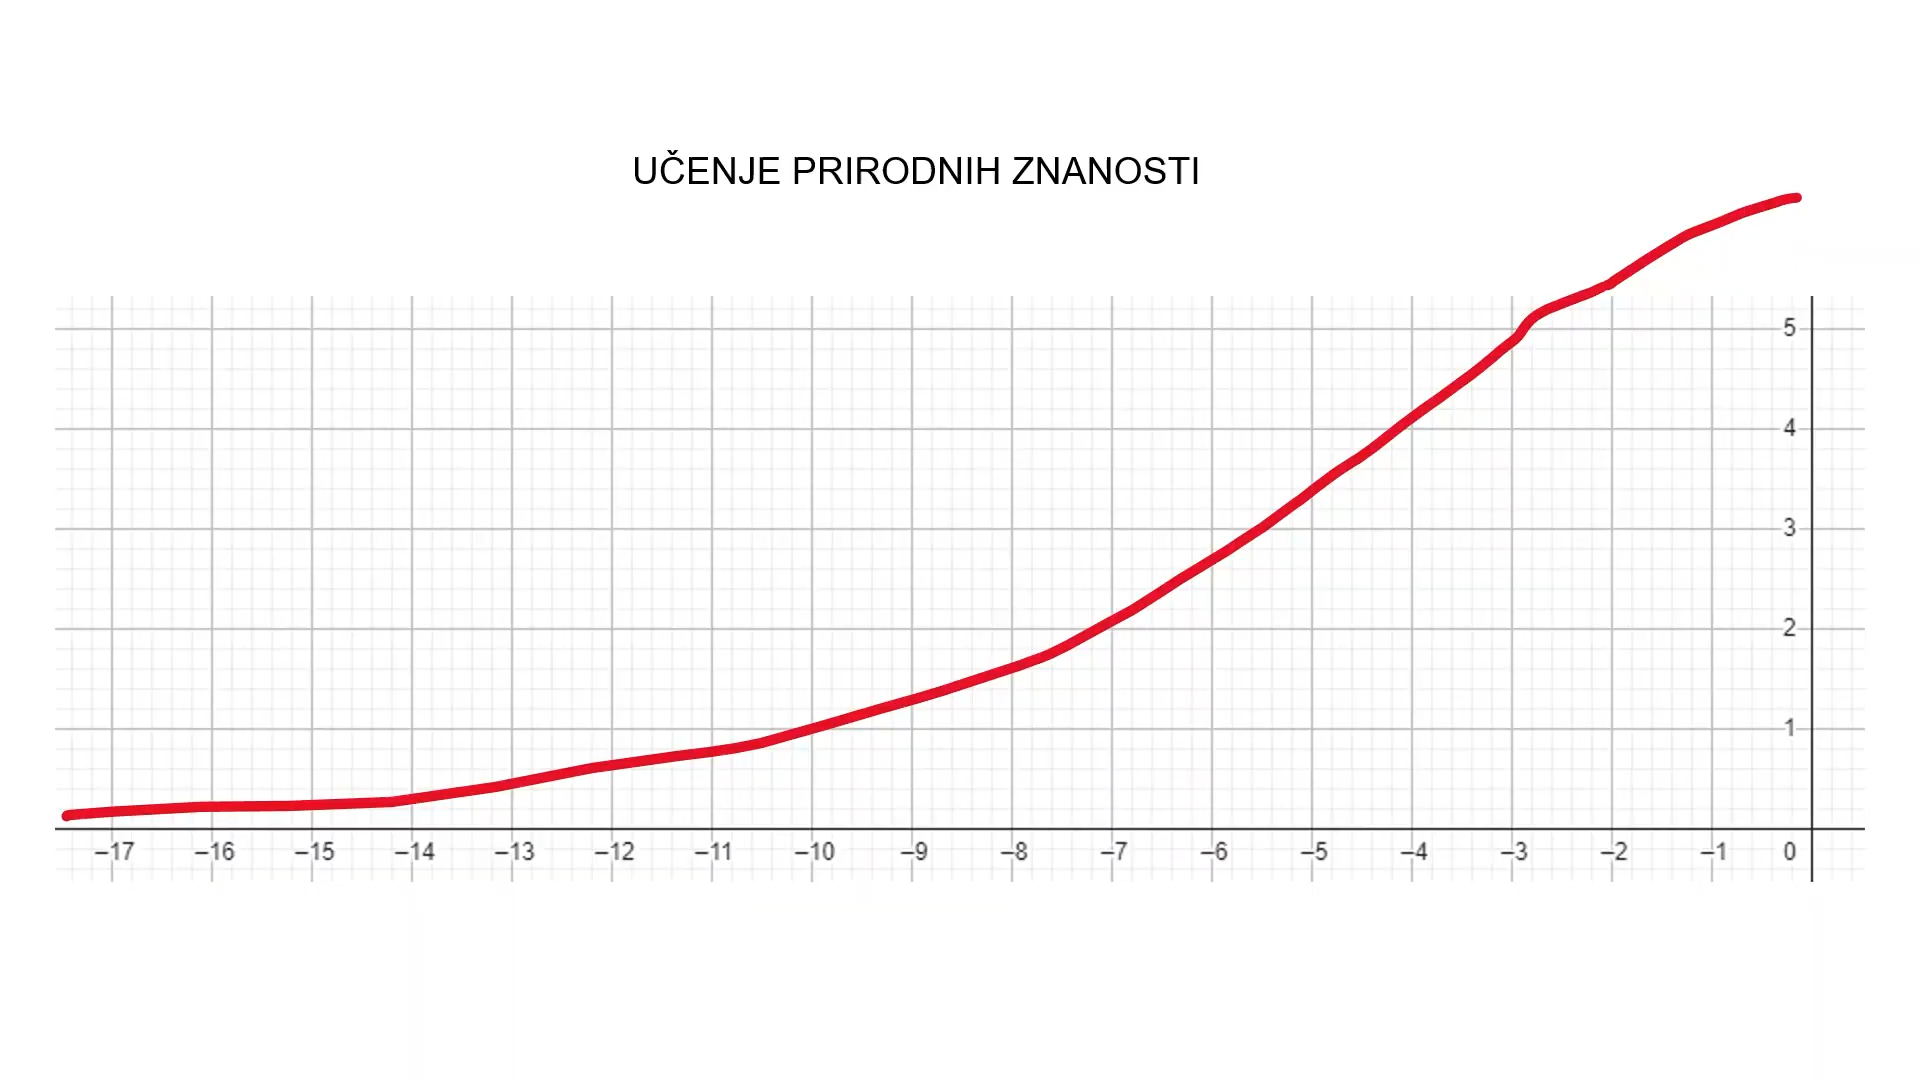 UČENJE PRIRODNIH ZNANOSTI
5
4
3
2
1
–17 –16 –15 –14 –13 –12 –11 –10 –9 –8 –7 –6 –5 –4 –3 –2 –1 0